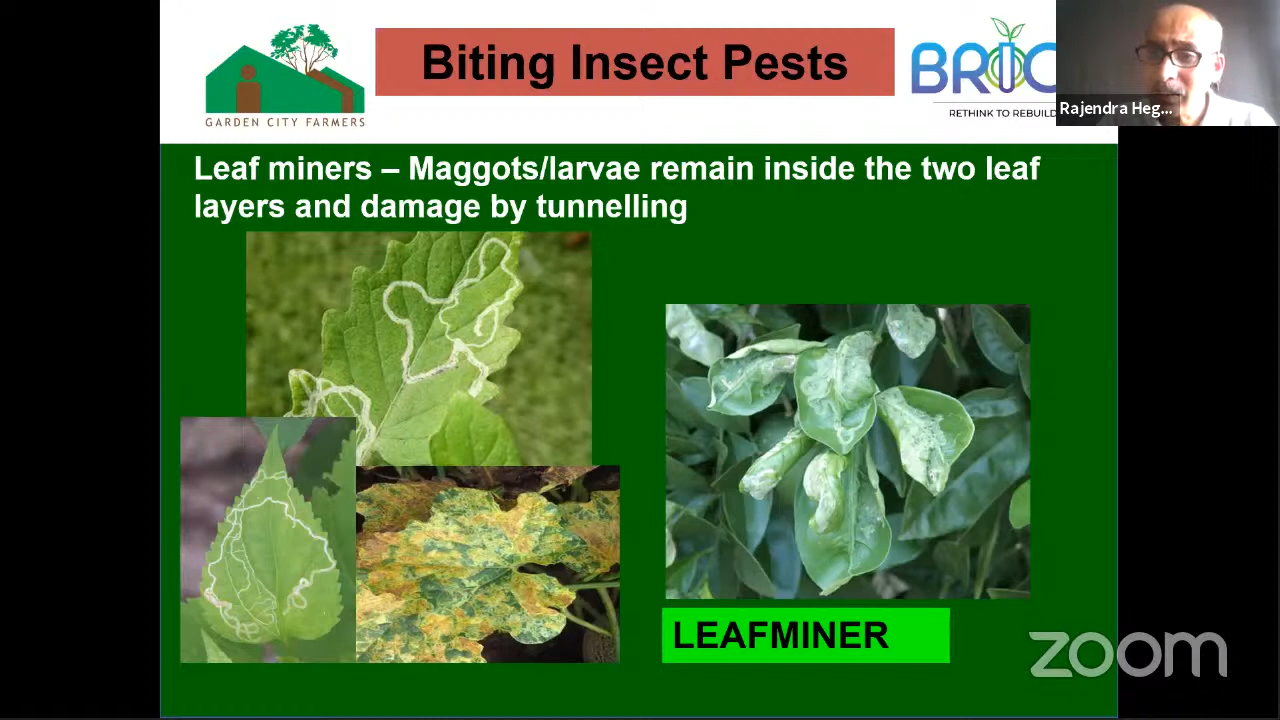 Biting Insect Pests
GARDEN CITY FARMERS
BRIC
RETHINK TO REBUILD
Rajendra Heg...
Leaf miners – Maggots/larvae remain inside the two leaf
layers and damage by tunnelling
LEAFMINER
zoom